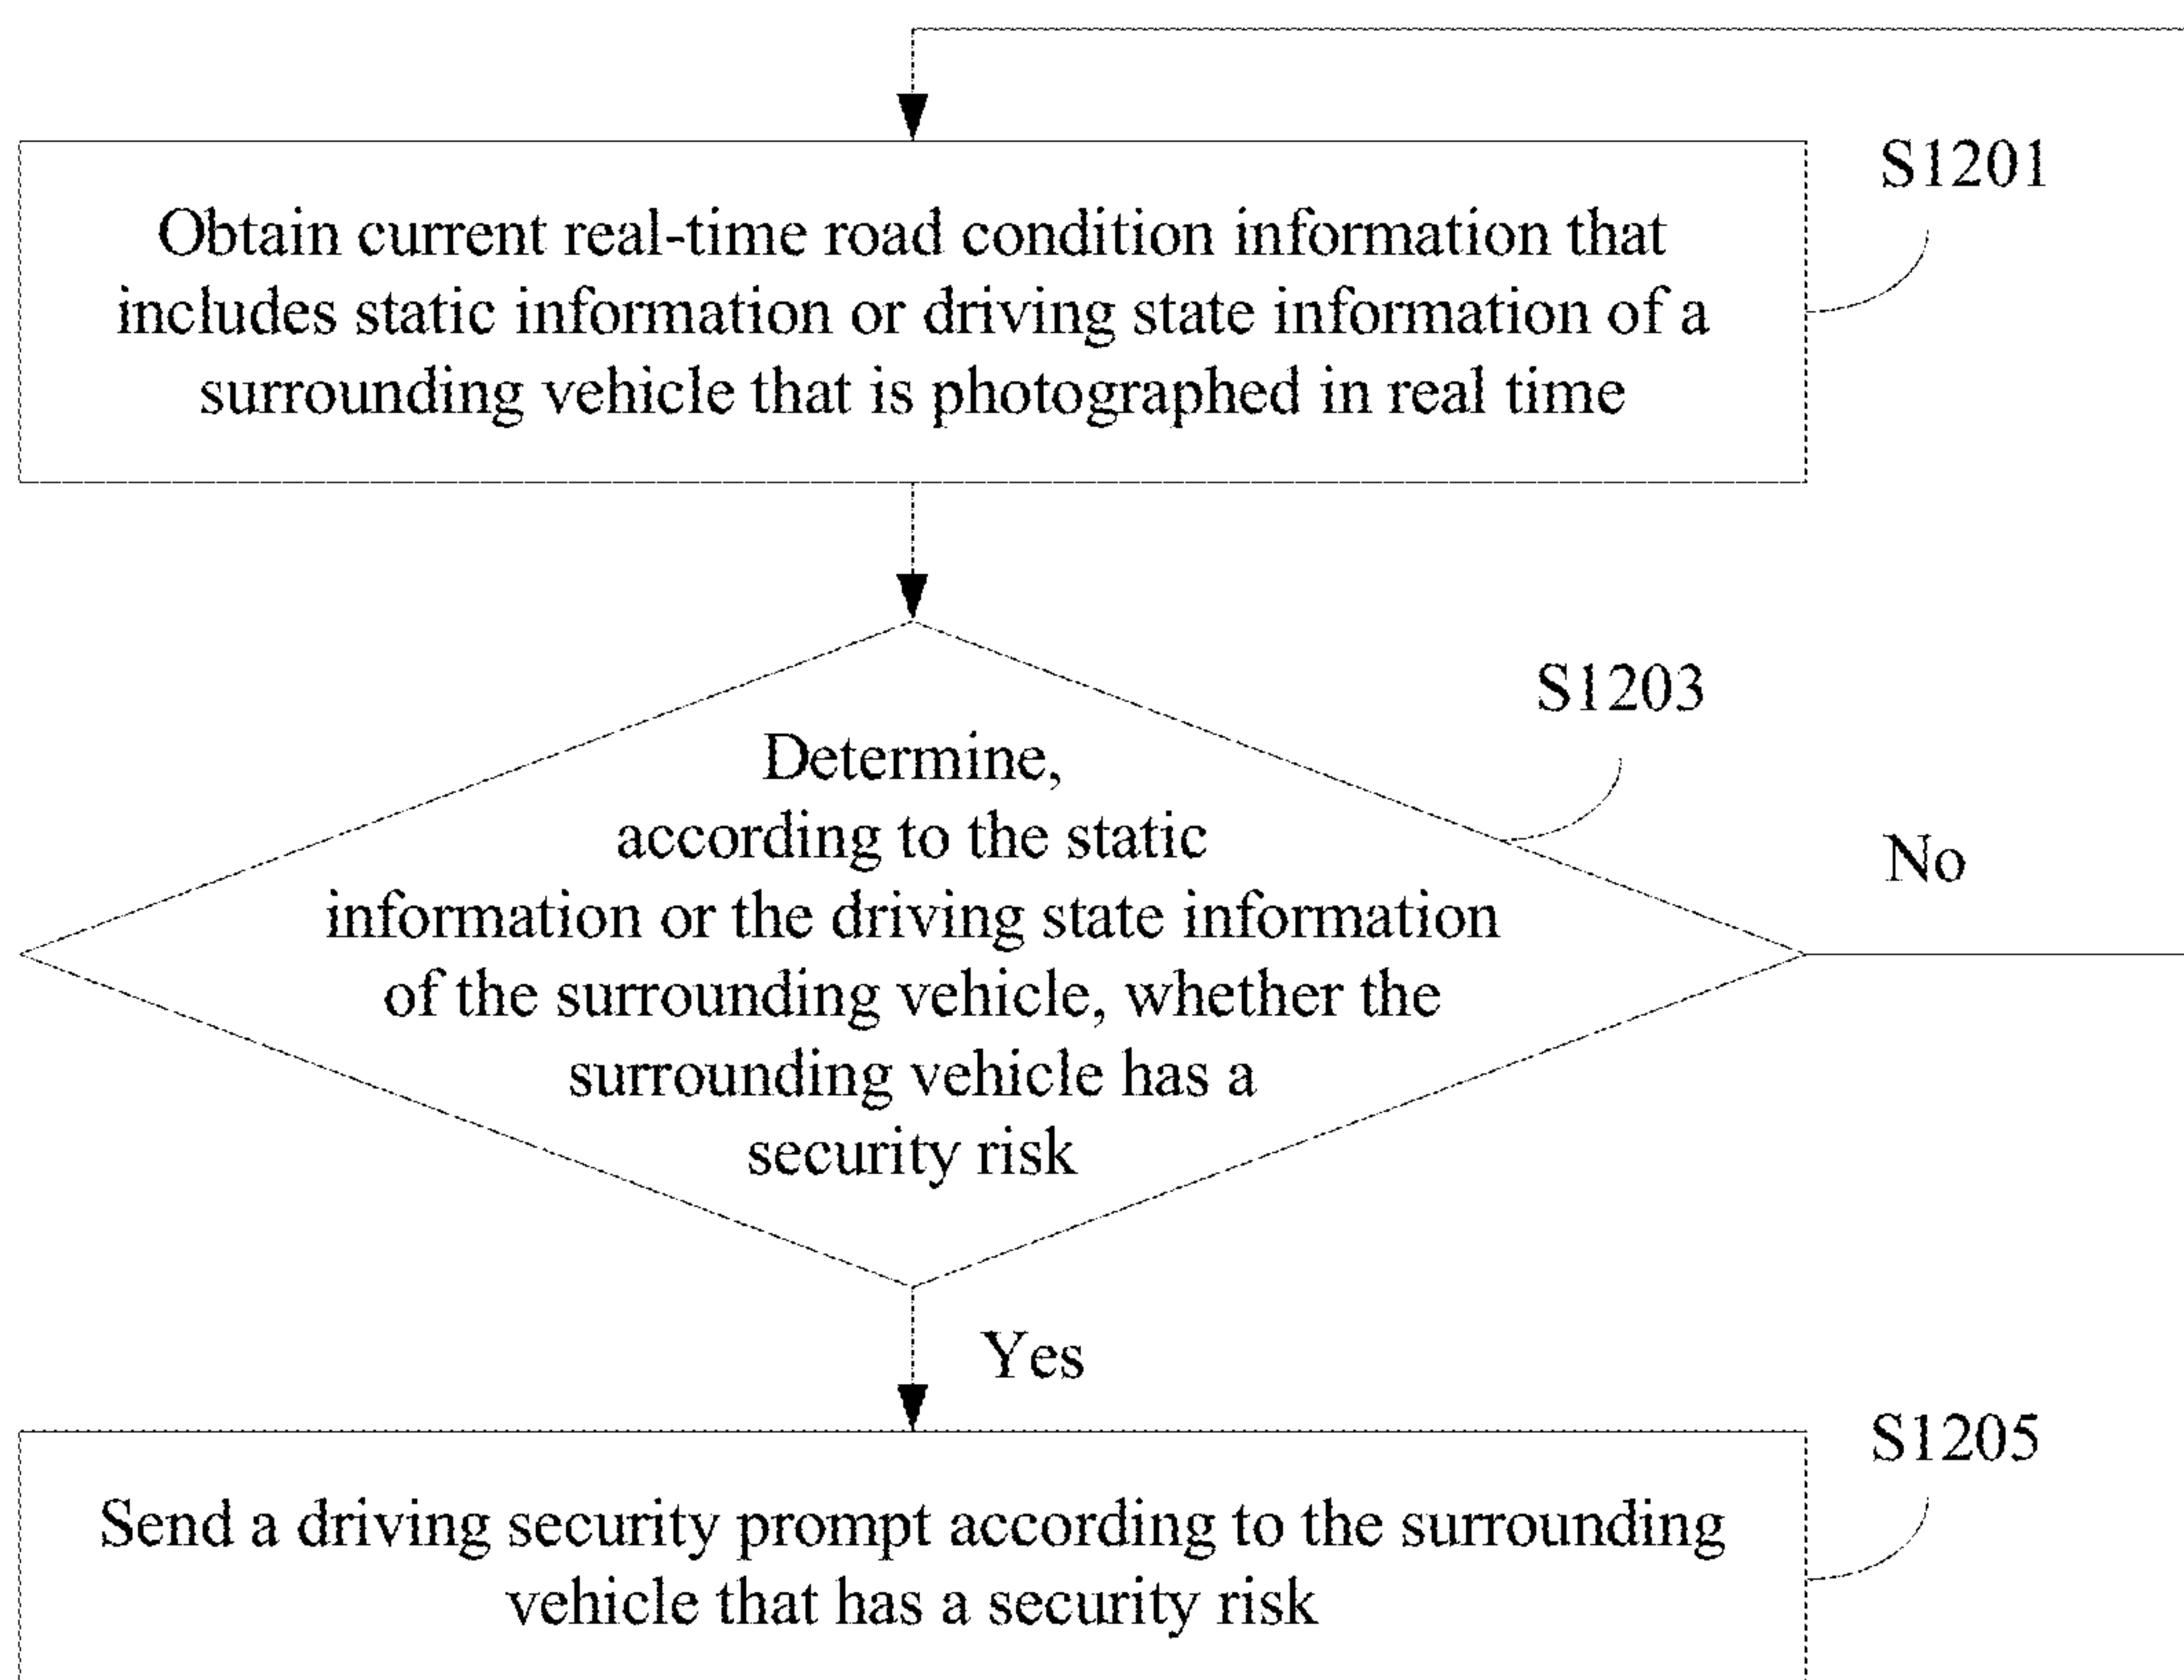 S1201
Obtain current real-time road condition information that
includes static information or driving state information of a
surrounding vehicle that is photographed in real time
S1203
Determine,
according to the static
information or the driving state information
of the surrounding vehicle, whether the
surrounding vehicle has a
security risk
No
Yes
S1205
Send a driving security prompt according to the surrounding
vehicle that has a security risk